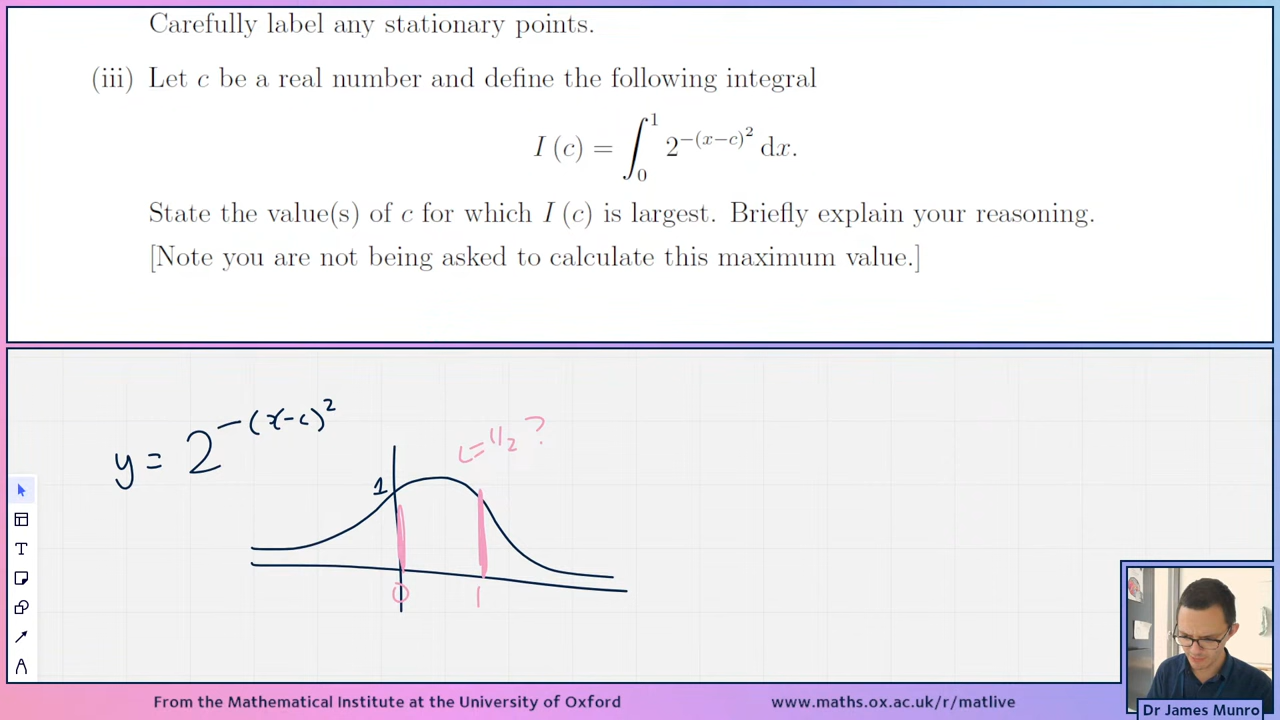 Carefully label any stationary points.
(iii) Let c be a real number and define the following integral
I (c) = ∫₀¹ 2^{−(x−c)²} dx.
State the value(s) of c for which I (c) is largest. Briefly explain your reasoning.
[Note you are not being asked to calculate this maximum value.]
y = 2^{−(x−c)²}
c = 1/2 ?
1
0 1
T
From the Mathematical Institute at the University of Oxford
www.maths.ox.ac.uk/r/matlive
Dr James Munro